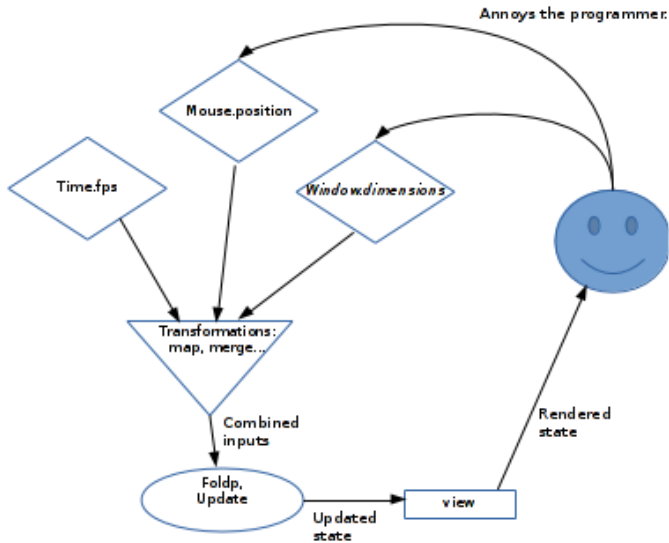 Annoys the programmer.
Mouse.position
Time.fps
Window.dimensions
Transformations:
map, merge...
Combined
inputs
Rendered
state
Foldp,
Update
view
Updated
state